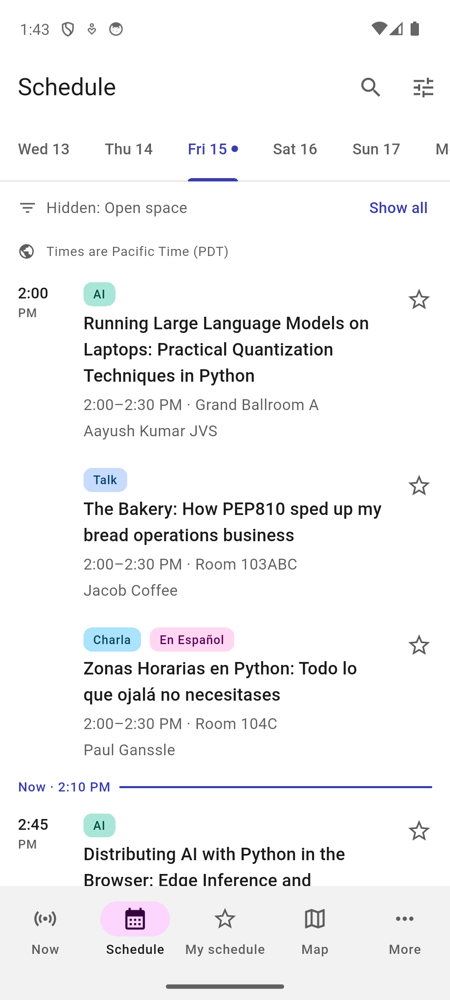 1:43
Schedule
Wed 13
Thu 14
Fri 15
Sat 16
Sun 17
M
Hidden: Open space
Show all
Times are Pacific Time (PDT)
2:00
PM
AI
Running Large Language Models on
Laptops: Practical Quantization
Techniques in Python
2:00–2:30 PM · Grand Ballroom A
Aayush Kumar JVS
Talk
The Bakery: How PEP810 sped up my
bread operations business
2:00–2:30 PM · Room 103ABC
Jacob Coffee
Charla
En Español
Zonas Horarias en Python: Todo lo
que ojalá no necesitases
2:00–2:30 PM · Room 104C
Paul Ganssle
Now · 2:10 PM
2:45
PM
AI
Distributing AI with Python in the
Browser: Edge Inference and
Now
Schedule
My schedule
Map
More